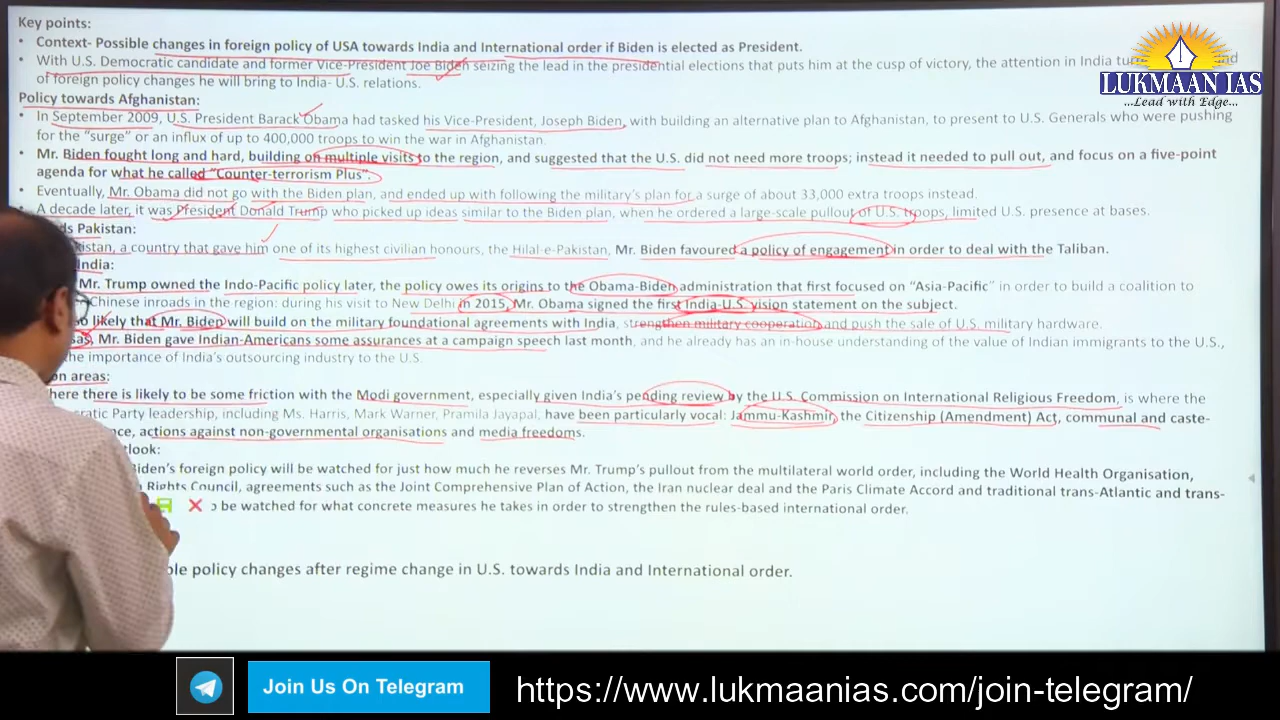 Key points:
• Context- Possible changes in foreign policy of USA towards India and International order if Biden is elected as President.
• With U.S. Democratic candidate and former Vice-President Joe Biden seizing the lead in the presidential elections that puts him at the cusp of victory, the attention in India
of foreign policy changes he will bring to India- U.S. relations.
Policy towards Afghanistan:
• In September 2009, U.S. President Barack Obama had tasked his Vice-President, Joseph Biden, with building an alternative plan to Afghanistan, to present to U.S. Generals who were pushing
for the "surge" or an influx of up to 400,000 troops to win the war in Afghanistan.
• Mr. Biden fought long and hard, building on multiple visits to the region, and suggested that the U.S. did not need more troops; instead it needed to pull out, and focus on a five-point
agenda for what he called "Counter-terrorism Plus".
• Eventually, Mr. Obama did not go with the Biden plan, and ended up with following the military's plan for a surge of about 33,000 extra troops instead.
• A decade later, it was President Donald Trump who picked up ideas similar to the Biden plan, when he ordered a large-scale pullout of U.S. troops, limited U.S. presence at bases.
Pakistan:
a country that gave him one of its highest civilian honours, the Hilal-e-Pakistan, Mr. Biden favoured a policy of engagement in order to deal with the Taliban.
India:
Mr. Trump owned the Indo-Pacific policy later, the policy owes its origins to the Obama-Biden administration that first focused on "Asia-Pacific" in order to build a coalition to
Chinese inroads in the region: during his visit to New Delhi in 2015, Mr. Obama signed the first India-U.S. vision statement on the subject.
likely that Mr. Biden will build on the military foundational agreements with India, strengthen military cooperation and push the sale of U.S. military hardware.
Mr. Biden gave Indian-Americans some assurances at a campaign speech last month, and he already has an in-house understanding of the value of Indian immigrants to the U.S.,
the importance of India's outsourcing industry to the U.S.
areas:
there is likely to be some friction with the Modi government, especially given India's pending review by the U.S. Commission on International Religious Freedom, is where the
Party leadership, including Ms. Harris, Mark Warner, Pramila Jayapal, have been particularly vocal: Jammu-Kashmir, the Citizenship (Amendment) Act, communal and caste-
actions against non-governmental organisations and media freedoms.
Biden's foreign policy will be watched for just how much he reverses Mr. Trump's pullout from the multilateral world order, including the World Health Organisation,
Rights Council, agreements such as the Joint Comprehensive Plan of Action, the Iran nuclear deal and the Paris Climate Accord and traditional trans-Atlantic and trans-
be watched for what concrete measures he takes in order to strengthen the rules-based international order.
policy changes after regime change in U.S. towards India and International order.
LUKMAAN IAS
...Lead with Edge...
Join Us On Telegram
https://www.lukmaanias.com/join-telegram/